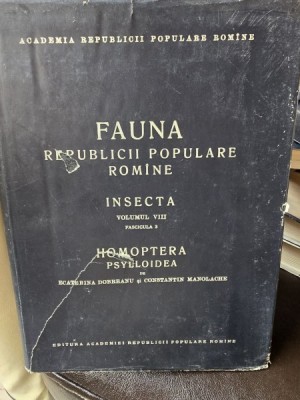 ACADEMIA REPUBLICII POPULARE ROMÎNE
FAUNA
REPUBLICII POPULARE
ROMÎNE
INSECTA
VOLUMUL VIII
FASCICULA 3
HOMOPTERA
PSYLLOIDEA
DE
ECATERINA DOBREANU și CONSTANTIN MANOLACHE
EDITURA ACADEMIEI REPUBLICII POPULARE ROMÎNE